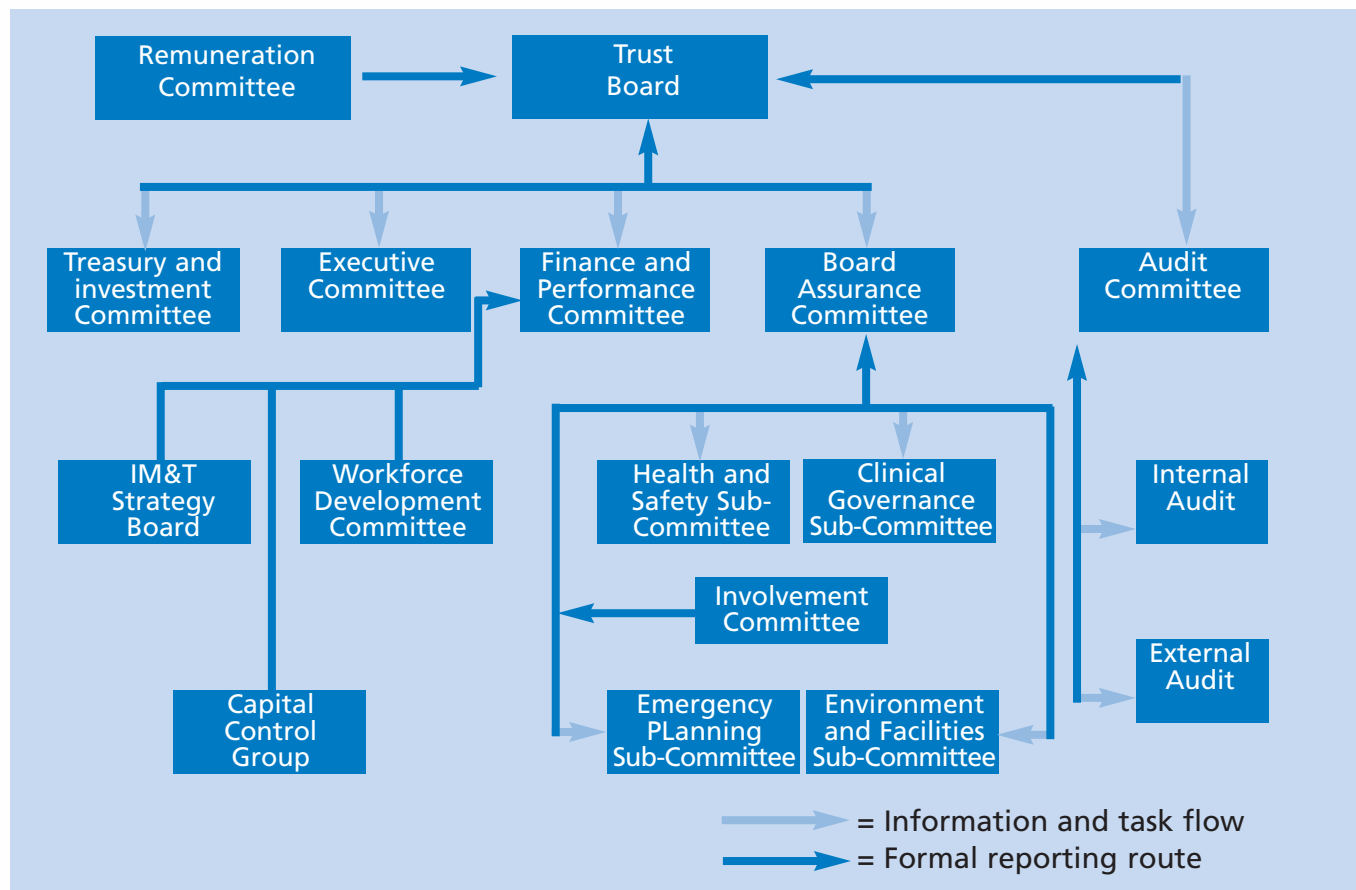 Remuneration
Committee
Trust
Board
Treasury and
investment
Committee
Executive
Committee
Finance and
Performance
Committee
Board
Assurance
Committee
Audit
Committee
IM&T
Strategy
Board
Workforce
Development
Committee
Health and
Safety Sub-
Committee
Clinical
Governance
Sub-Committee
Internal
Audit
Involvement
Committee
External
Audit
Capital
Control
Group
Emergency
PLanning
Sub-Committee
Environment
and Facilities
Sub-Committee
= Information and task flow
= Formal reporting route